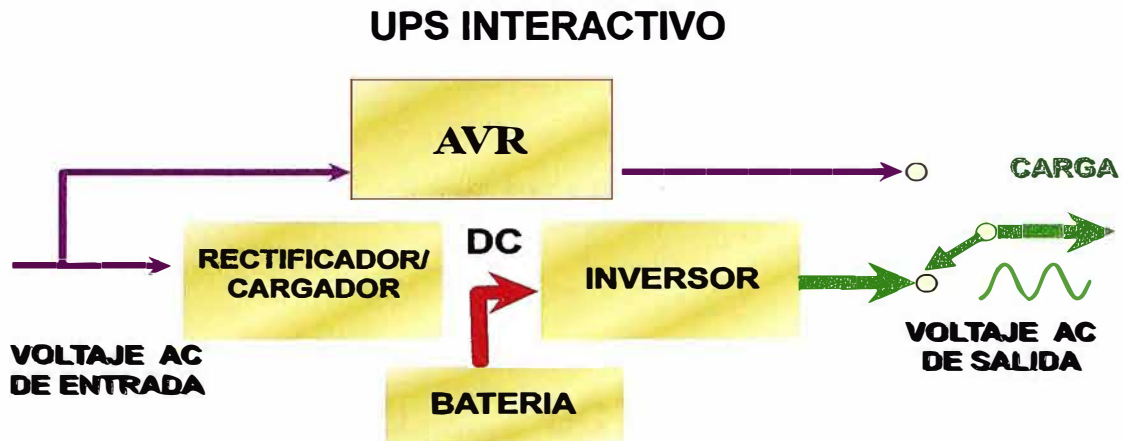 UPS INTERACTIVO
AVR
CARGA
RECTIFICADOR/
CARGADOR
DC
INVERSOR
VOLTAJE AC
DE ENTRADA
VOLTAJE AC
DE SALIDA
BATERIA